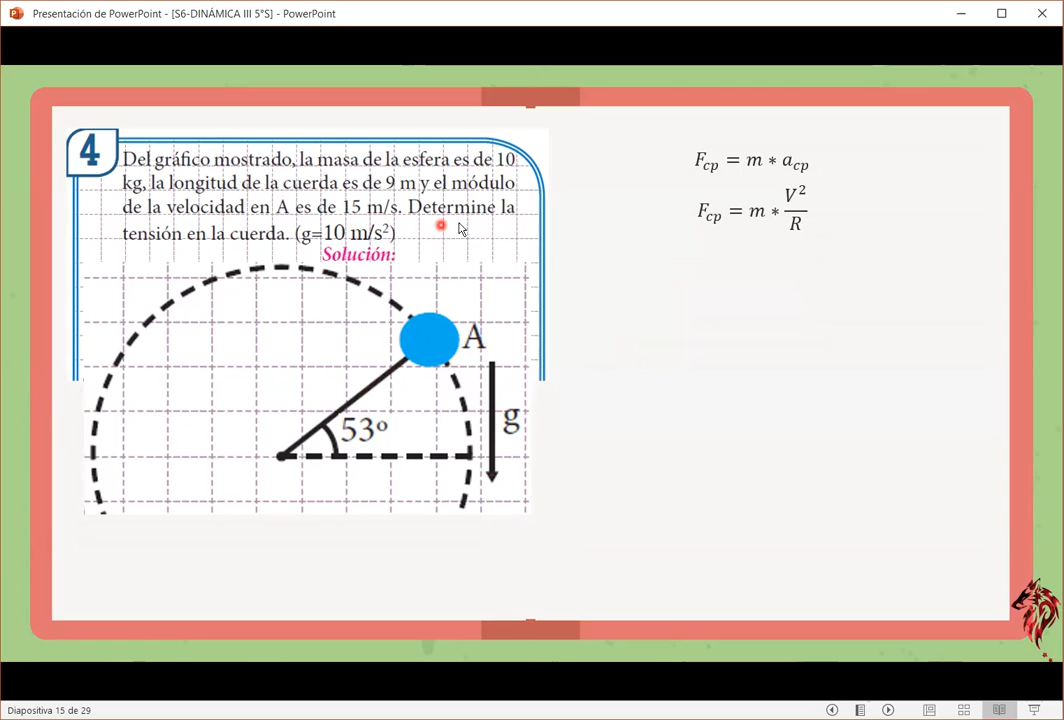 Presentación de PowerPoint - [S6-DINÁMICA III 5°S] - PowerPoint
4
Del gráfico mostrado, la masa de la esfera es de 10
kg, la longitud de la cuerda es de 9 m y el módulo
de la velocidad en A es de 15 m/s. Determine la
tensión en la cuerda. (g=10 m/s²)
Solución:
A
53°
g
F_cp = m * a_cp
F_cp = m * V²/R
Diapositiva 15 de 29